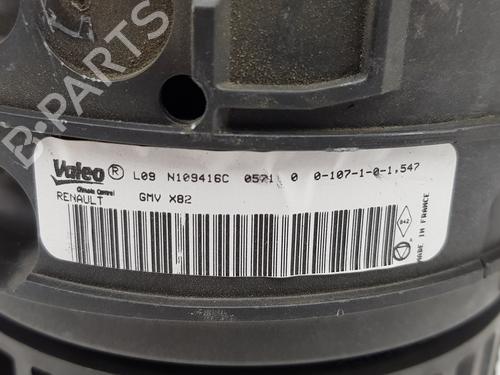 B-PARTS
Valeo ® L09 N109416C 0571 0 0-107-1-0-1,547
Climate Control
RENAULT GMV X82
842
MADE IN FRANCE